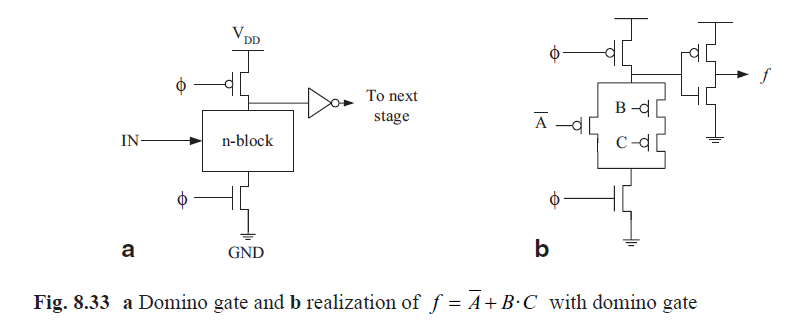 V_DD
ϕ
ϕ
To next
stage
f
B
A̅
IN
n-block
C
ϕ
ϕ
a
GND
b
Fig. 8.33 a Domino gate and b realization of f = A̅ + B·C with domino gate